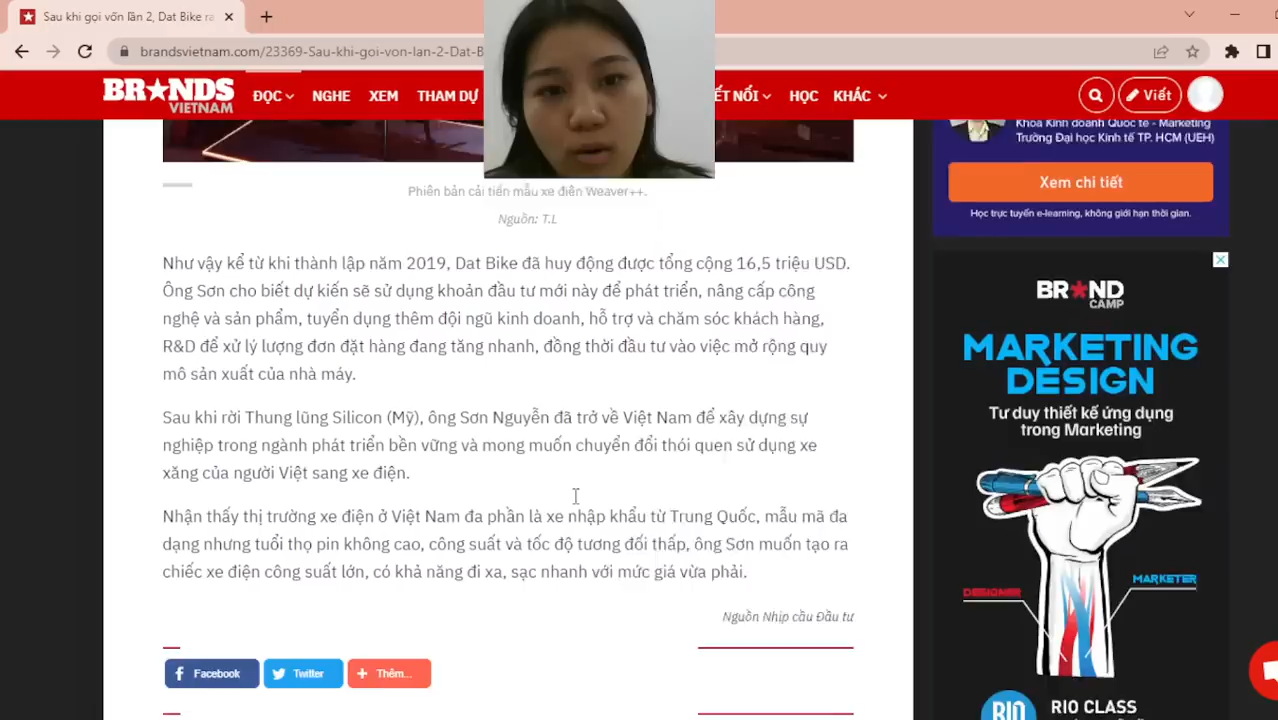 Sau khi gọi vốn lần 2, Dat Bike ra
brandsvietnam.com/23369-Sau-khi-goi-von-lan-2-Dat-B
BRANDS
VIETNAM
ĐỌC
NGHE
XEM
THAM DỰ
HỌC
KHÁC
Viết
Khoa Kinh doanh Quốc tế - Marketing
Trường Đại học Kinh tế TP. HCM (UEH)
Xem chi tiết
Học trực tuyến e-learning, không giới hạn thời gian.
Phiên bản cải tiến mẫu xe điện Weaver++.
Nguồn: T.L
Như vậy kể từ khi thành lập năm 2019, Dat Bike đã huy động được tổng cộng 16,5 triệu USD.
Ông Sơn cho biết dự kiến sẽ sử dụng khoản đầu tư mới này để phát triển, nâng cấp công
nghệ và sản phẩm, tuyển dụng thêm đội ngũ kinh doanh, hỗ trợ và chăm sóc khách hàng,
R&D để xử lý lượng đơn đặt hàng đang tăng nhanh, đồng thời đầu tư vào việc mở rộng quy
mô sản xuất của nhà máy.
Sau khi rời Thung lũng Silicon (Mỹ), ông Sơn Nguyễn đã trở về Việt Nam để xây dựng sự
nghiệp trong ngành phát triển bền vững và mong muốn chuyển đổi thói quen sử dụng xe
xăng của người Việt sang xe điện.
Nhận thấy thị trường xe điện ở Việt Nam đa phần là xe nhập khẩu từ Trung Quốc, mẫu mã đa
dạng nhưng tuổi thọ pin không cao, công suất và tốc độ tương đối thấp, ông Sơn muốn tạo ra
chiếc xe điện công suất lớn, có khả năng đi xa, sạc nhanh với mức giá vừa phải.
Nguồn Nhịp cầu Đầu tư
Facebook
Twitter
Thêm...
BRAND
CAMP
MARKETING
DESIGN
Tư duy thiết kế ứng dụng
trong Marketing
DESIGNER
MARKETER
RIO
RIO CLASS